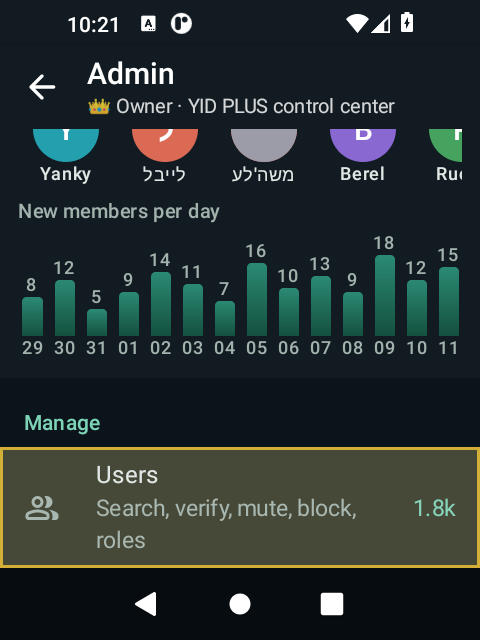 10:21
Admin
👑 Owner · YID PLUS control center
Yanky
לייבל
משה'לע
Berel
New members per day
8 12 5 9 14 11 7 16 10 13 9 18 12 15
29 30 31 01 02 03 04 05 06 07 08 09 10 11
Manage
Users
Search, verify, mute, block,
roles
1.8k